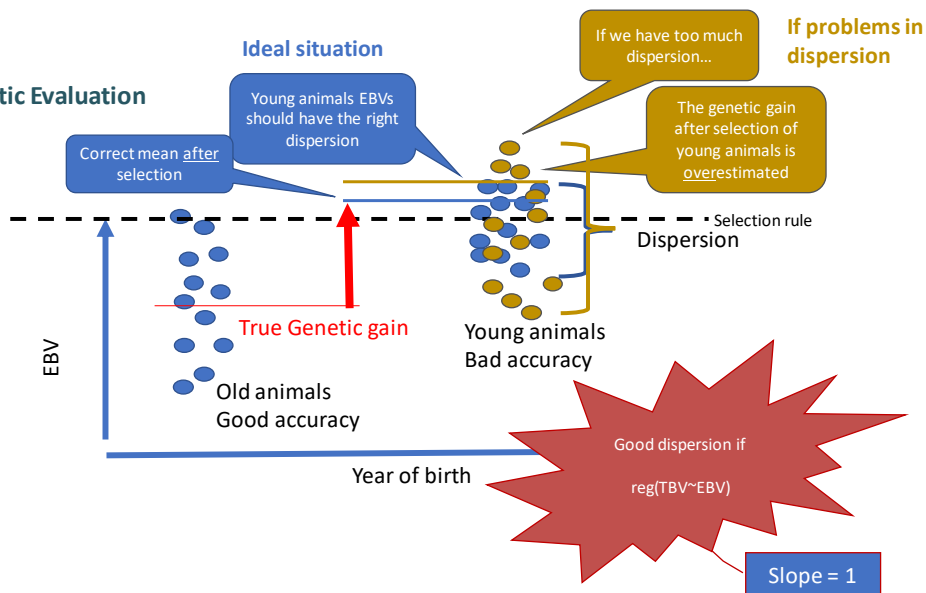 Ideal situation
If problems in
dispersion
If we have too much
dispersion…
tic Evaluation
Young animals EBVs
should have the right
dispersion
The genetic gain
after selection of
young animals is
overestimated
Correct mean after
selection
Selection rule
Dispersion
True Genetic gain
Young animals
Bad accuracy
EBV
Old animals
Good accuracy
Good dispersion if
reg(TBV~EBV)
Year of birth
Slope = 1